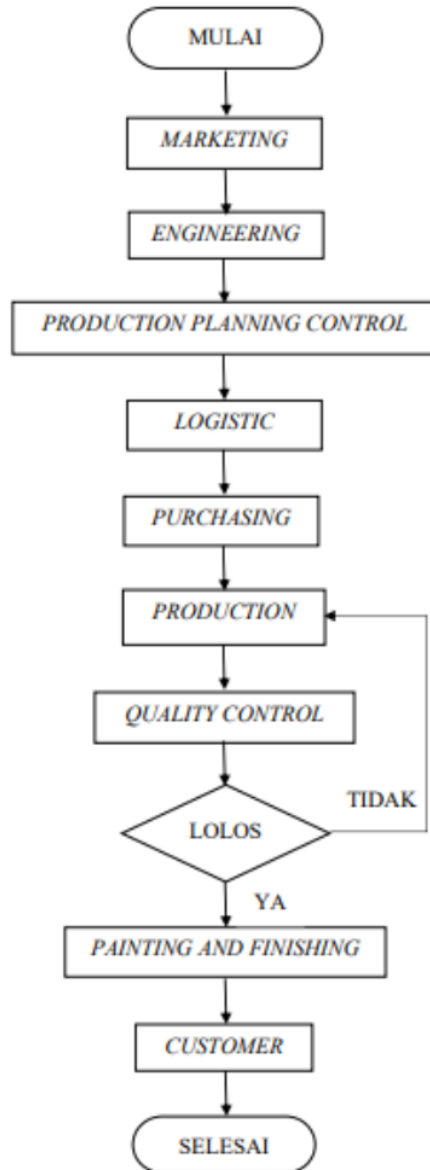 MULAI
MARKETING
ENGINEERING
PRODUCTION PLANNING CONTROL
LOGISTIC
PURCHASING
PRODUCTION
QUALITY CONTROL
LOLOS
TIDAK
YA
PAINTING AND FINISHING
CUSTOMER
SELESAI